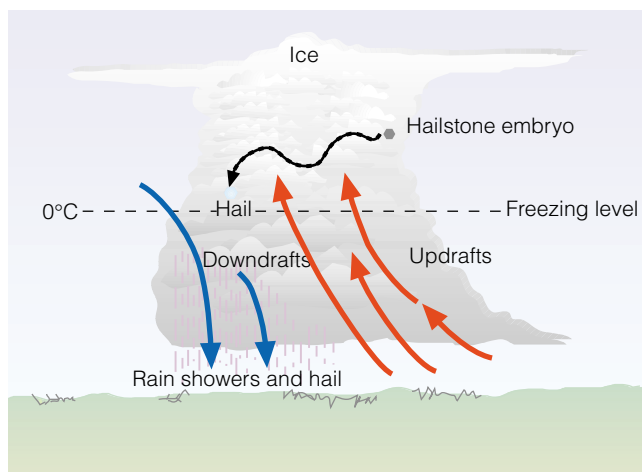 Ice
Hailstone embryo
0°C
Hail
Freezing level
Downdrafts
Updrafts
Rain showers and hail